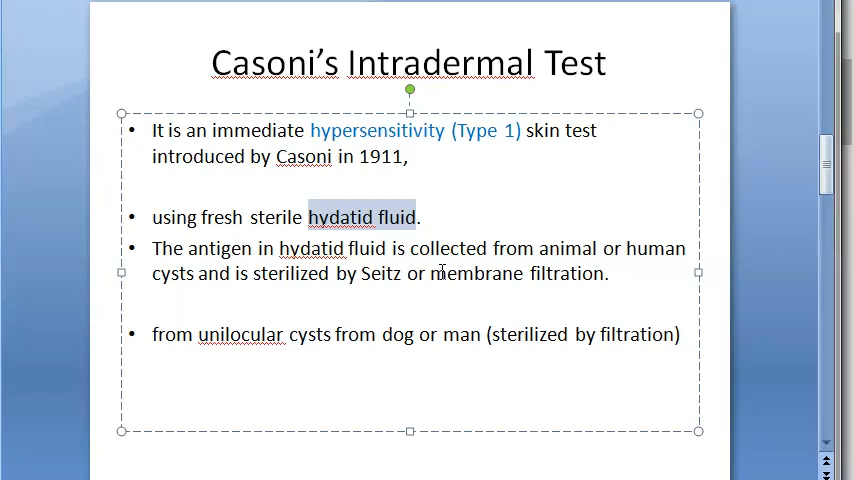 Casoni's Intradermal Test
• It is an immediate hypersensitivity (Type 1) skin test
introduced by Casoni in 1911,
• using fresh sterile hydatid fluid.
• The antigen in hydatid fluid is collected from animal or human
cysts and is sterilized by Seitz or membrane filtration.
• from unilocular cysts from dog or man (sterilized by filtration)